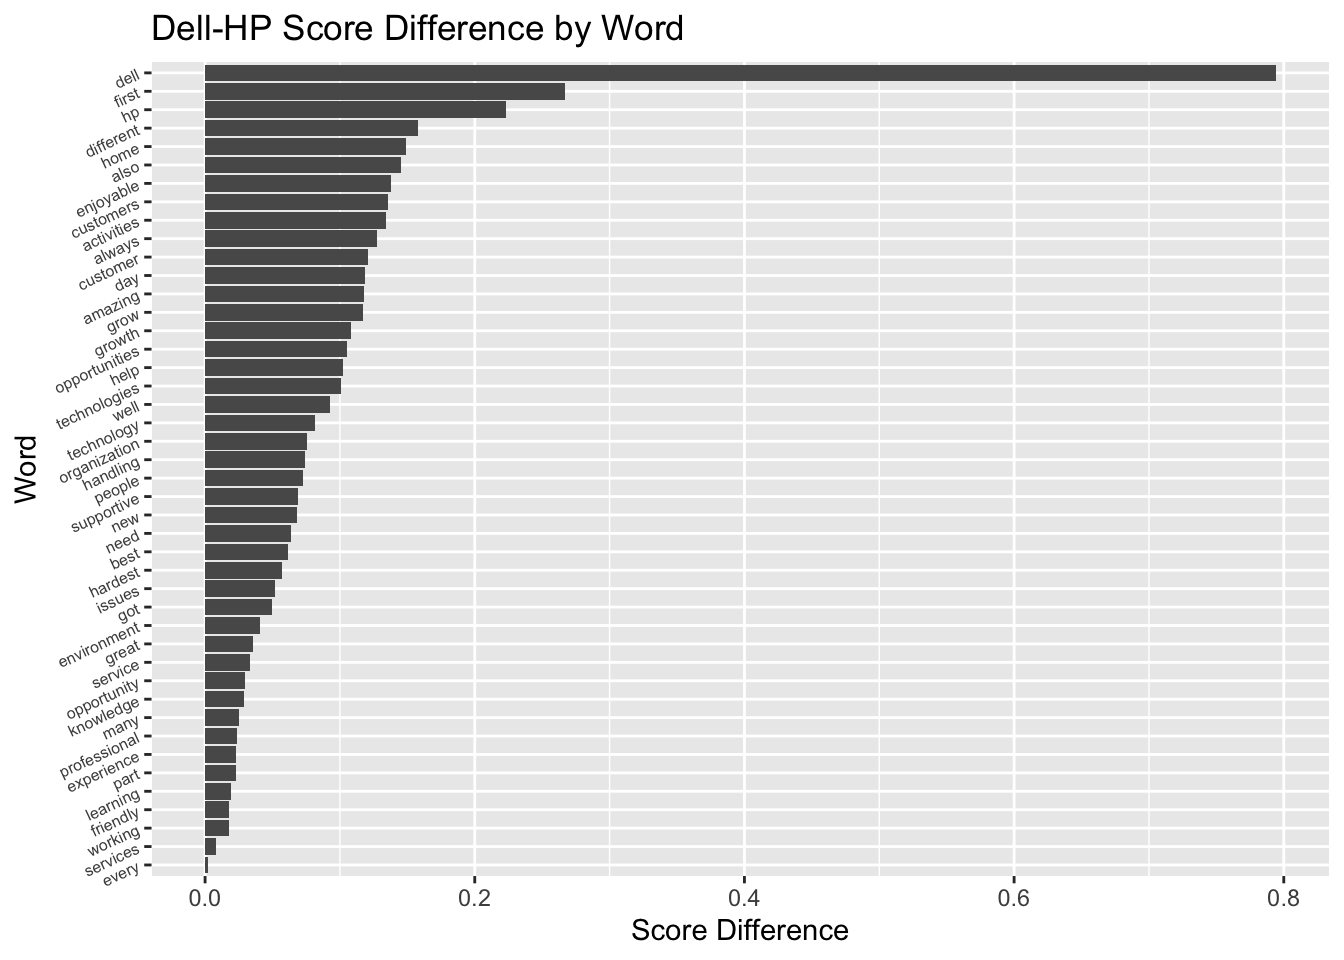 Dell-HP Score Difference by Word
dell
first
hp
different
home
also
enjoyable
customers
activities
always
customer
day
amazing
grow
growth
opportunities
help
technologies
well
technology
organization
handling
people
supportive
new
need
best
hardest
issues
got
environment
great
service
opportunity
knowledge
many
professional
experience
part
learning
friendly
working
services
every
Word
0.0 0.2 0.4 0.6 0.8
Score Difference